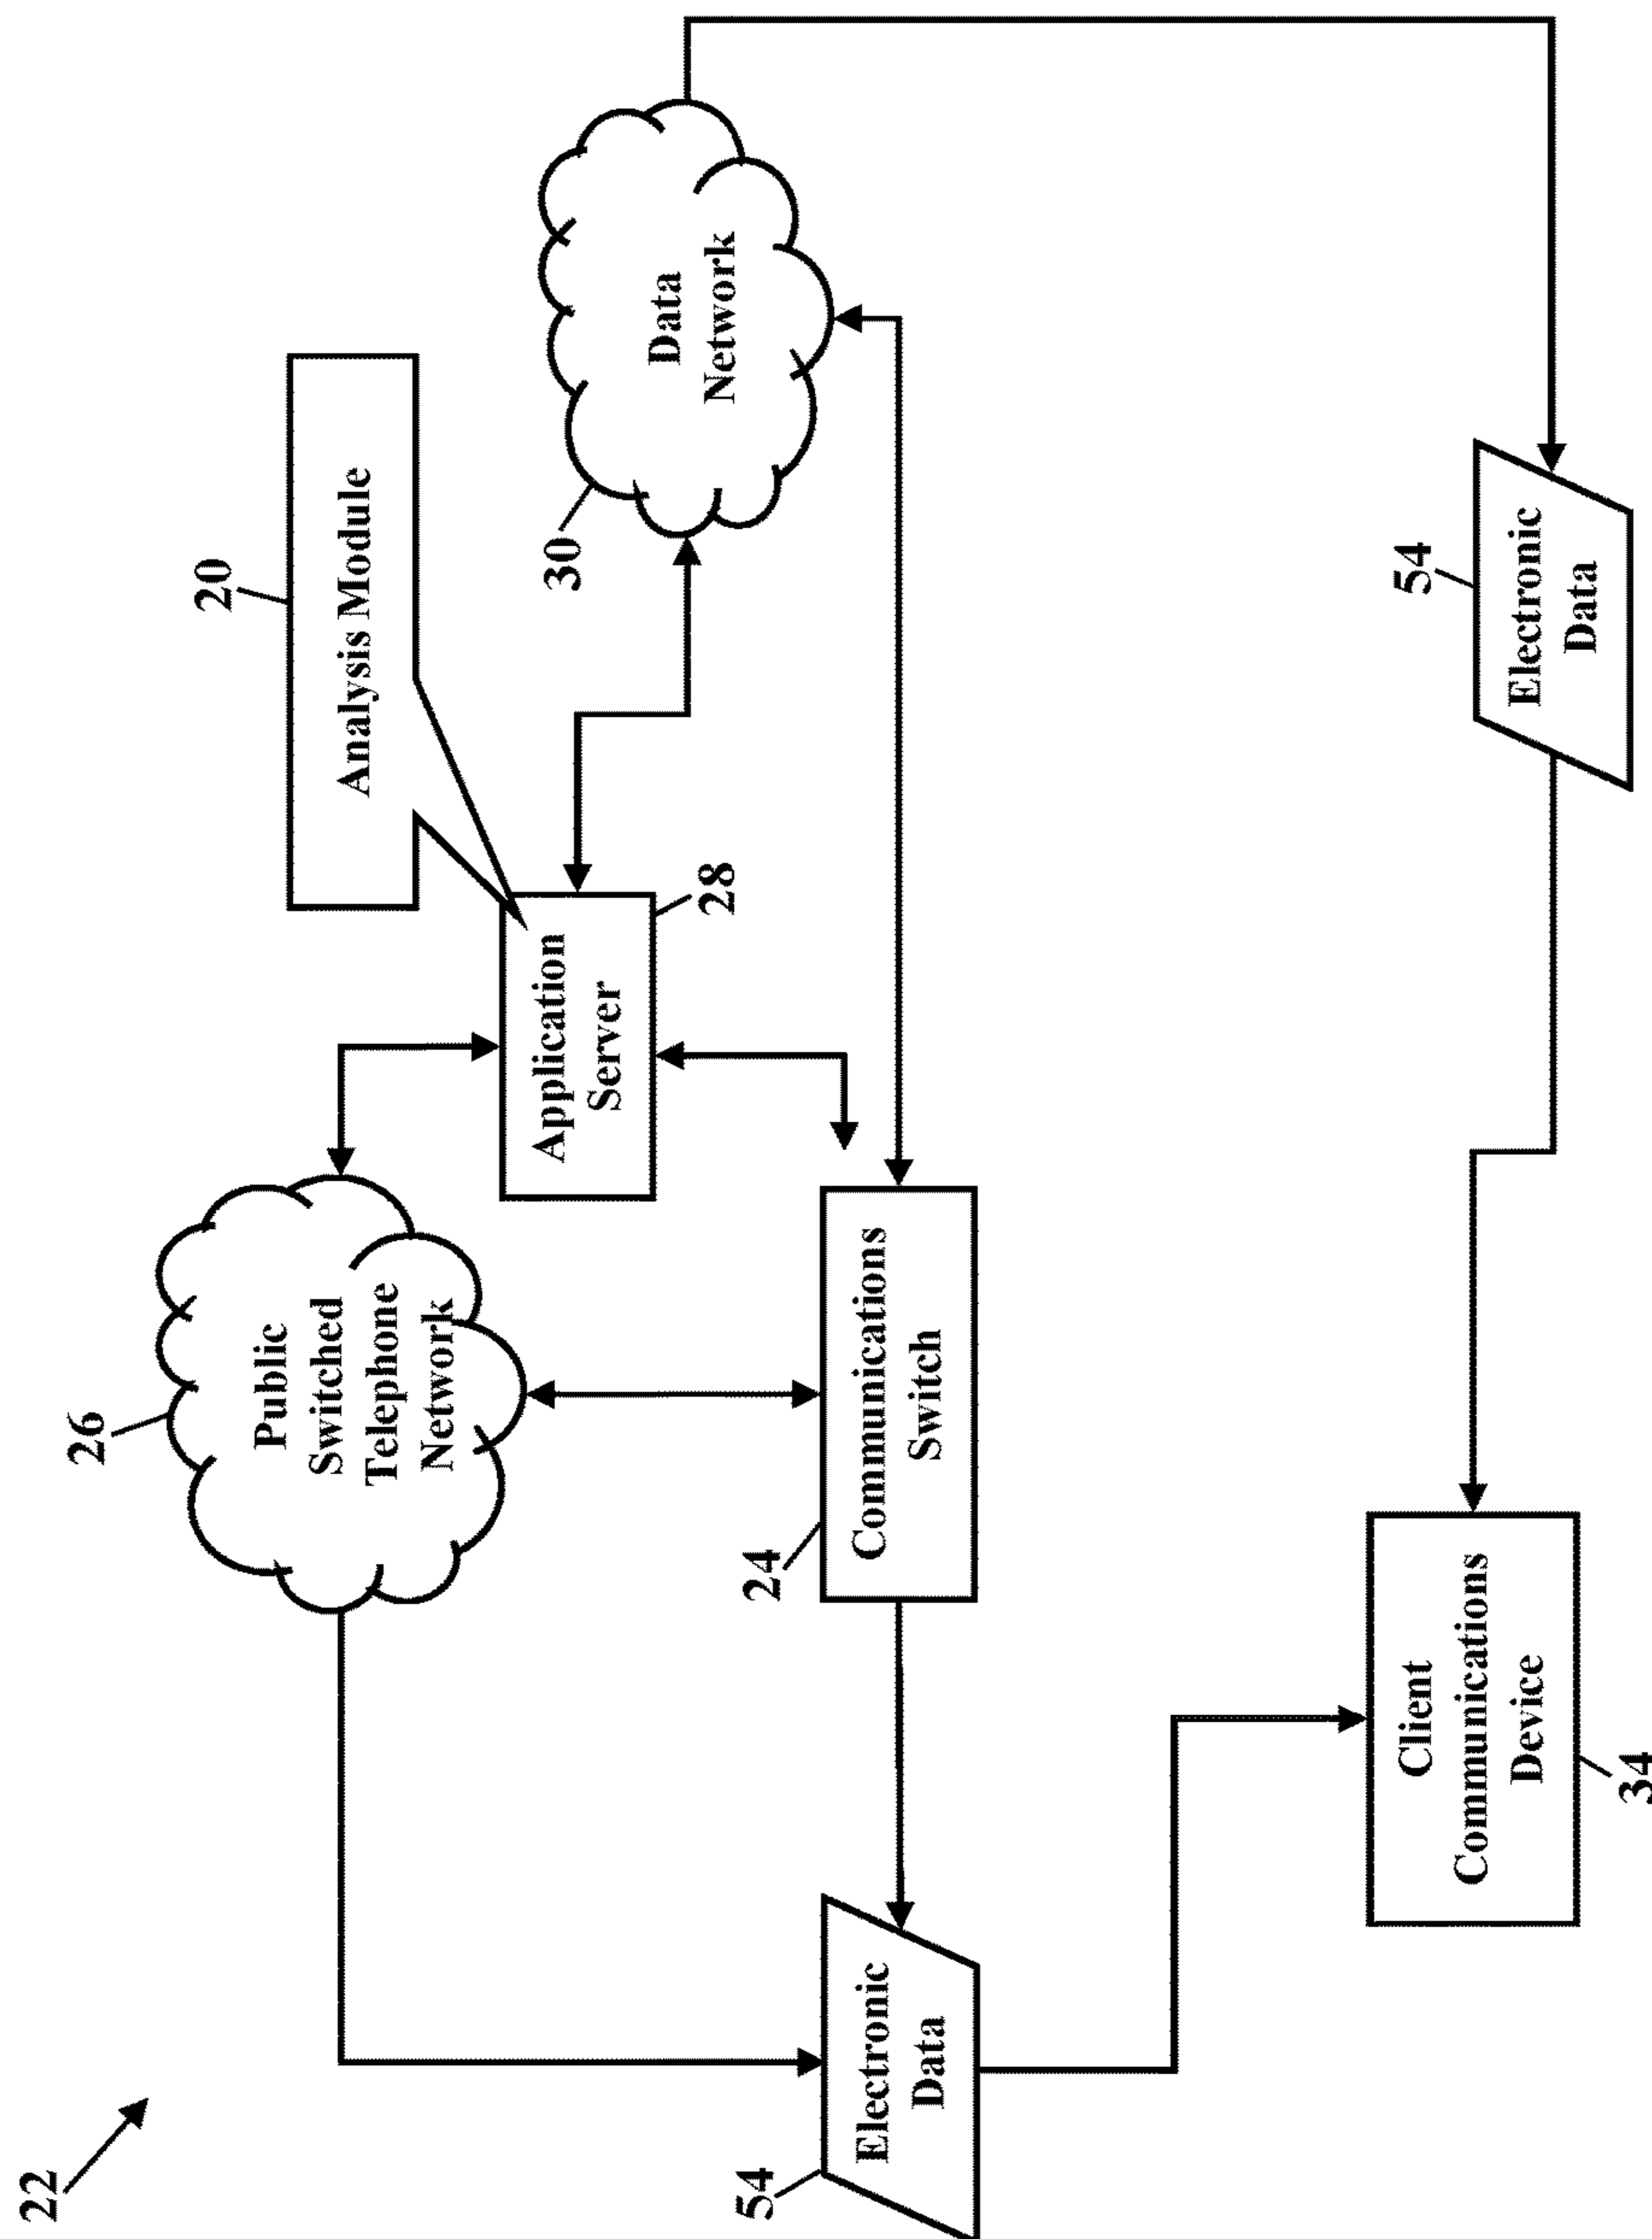 22
26
20
Public
Switched
Telephone
Network
Analysis Module
30
Application
Server
28
Data
Network
54
24
Electronic
Data
Communications
Switch
Client
Communications
Device
34
54
Electronic
Data